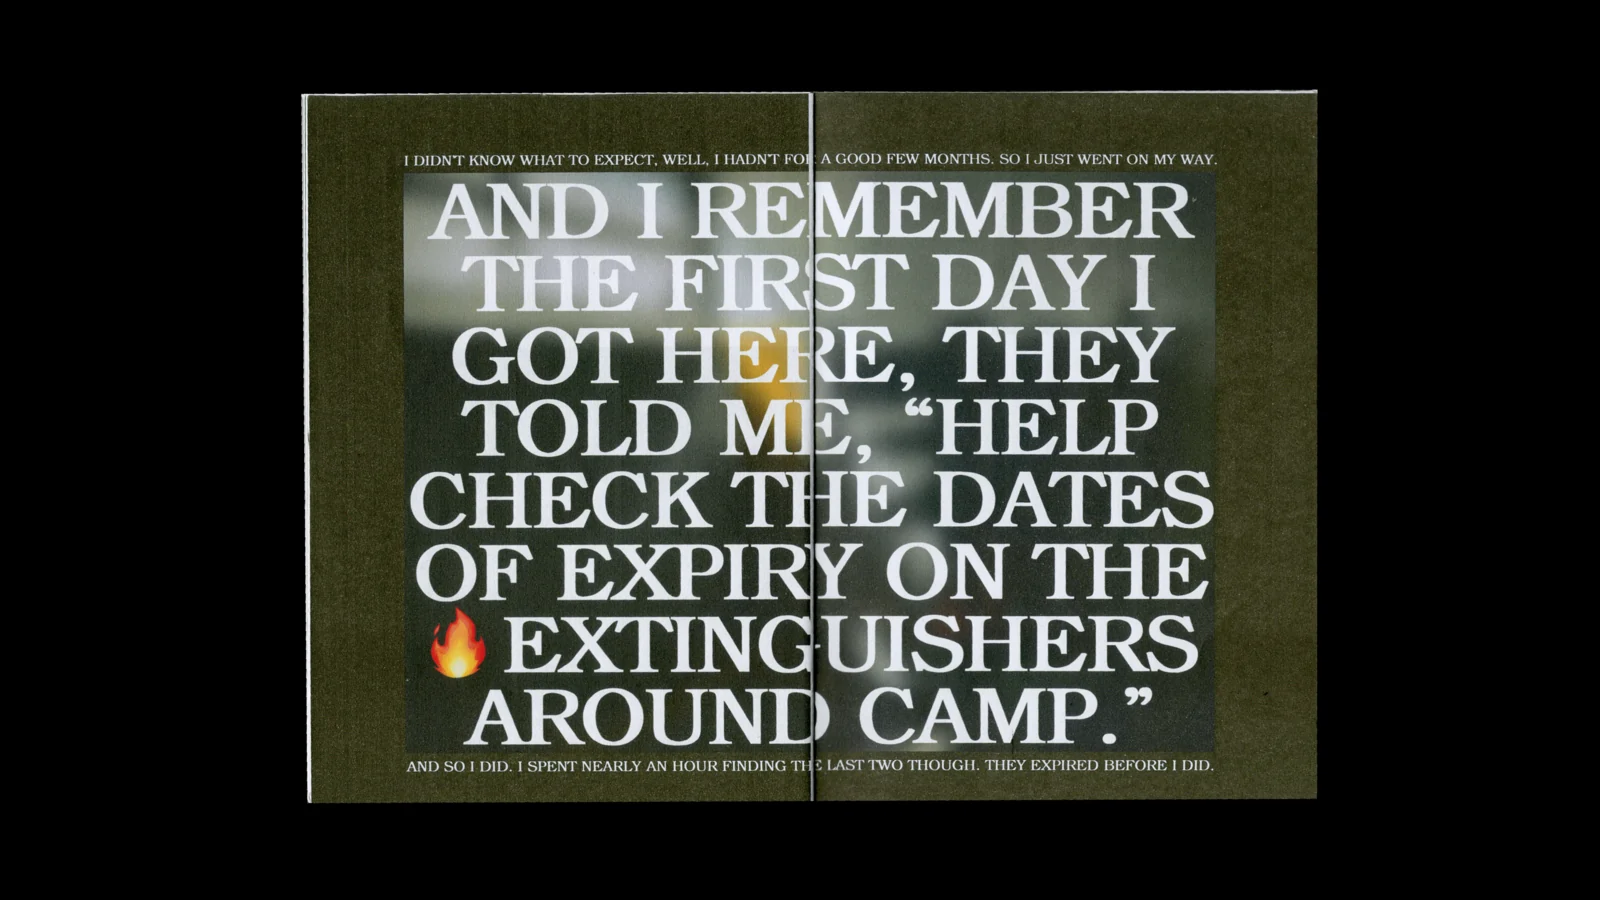 I DIDN'T KNOW WHAT TO EXPECT, WELL, I HADN'T FOR A GOOD FEW MONTHS. SO I JUST WENT ON MY WAY.
AND I REMEMBER
THE FIRST DAY I
GOT HERE, THEY
TOLD ME, “HELP
CHECK THE DATES
OF EXPIRY ON THE
🔥 EXTINGUISHERS
AROUND CAMP.”
AND SO I DID. I SPENT NEARLY AN HOUR FINDING THE LAST TWO THOUGH. THEY EXPIRED BEFORE I DID.